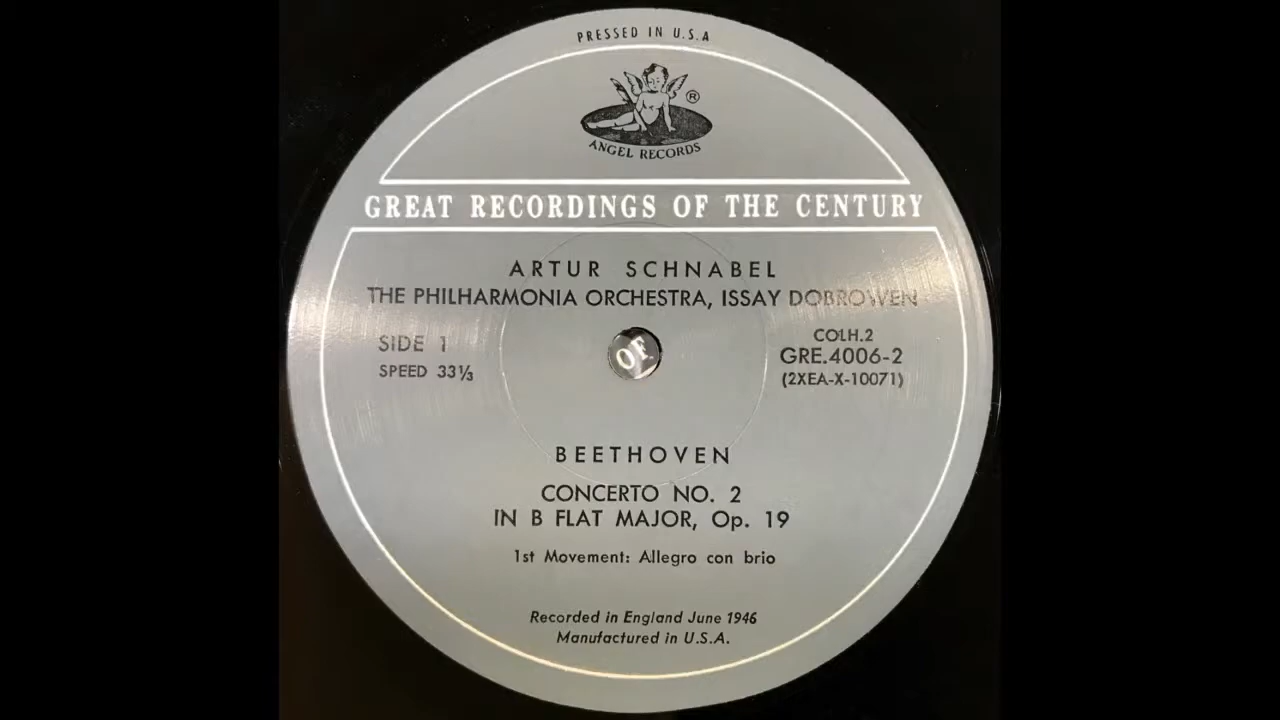 PRESSED IN U.S.A
®
ANGEL RECORDS
GREAT RECORDINGS OF THE CENTURY
ARTUR SCHNABEL
THE PHILHARMONIA ORCHESTRA, ISSAY DOBROWEN
SIDE 1
SPEED 33⅓
OF
COLH.2
GRE.4006-2
(2XEA-X-10071)
BEETHOVEN
CONCERTO NO. 2
IN B FLAT MAJOR, Op. 19
1st Movement: Allegro con brio
Recorded in England June 1946
Manufactured in U.S.A.